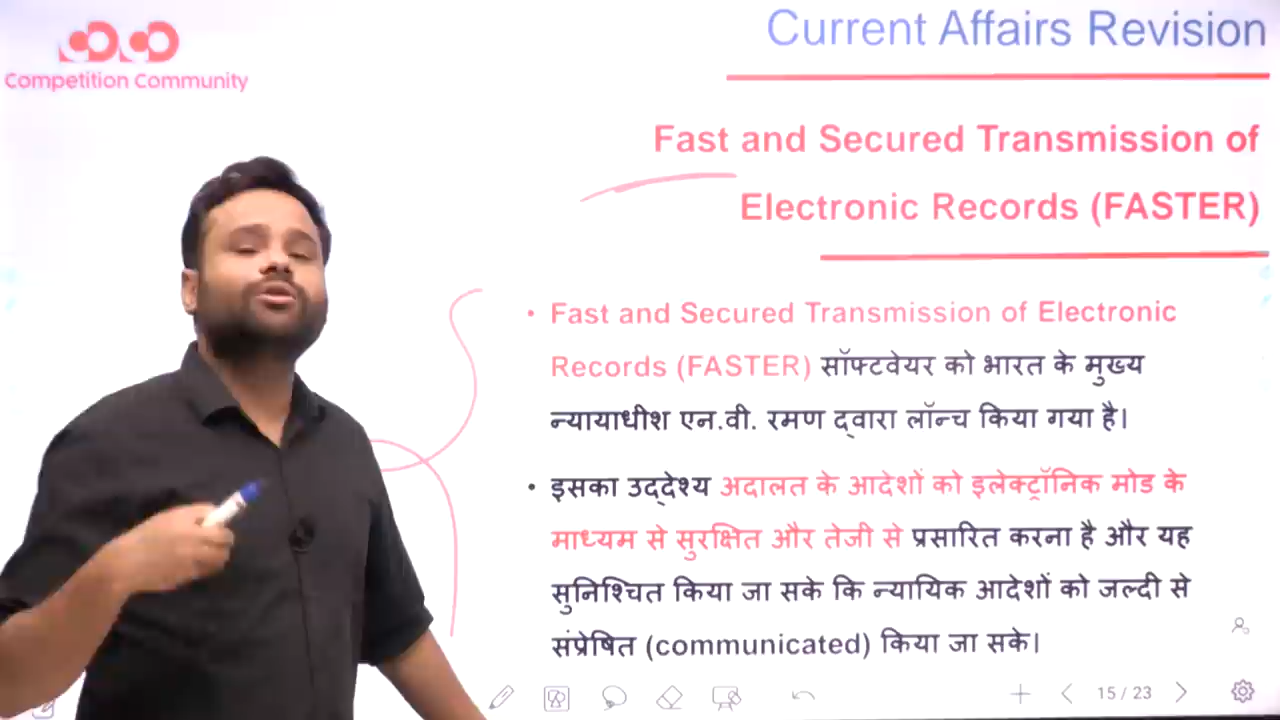 Competition Community
Current Affairs Revision
Fast and Secured Transmission of
Electronic Records (FASTER)
• Fast and Secured Transmission of Electronic
Records (FASTER) सॉफ्टवेयर को भारत के मुख्य
न्यायाधीश एन.वी. रमण द्वारा लॉन्च किया गया है।
• इसका उद्देश्य अदालत के आदेशों को इलेक्ट्रॉनिक मोड के
माध्यम से सुरक्षित और तेजी से प्रसारित करना है और यह
सुनिश्चित किया जा सके कि न्यायिक आदेशों को जल्दी से
संप्रेषित (communicated) किया जा सके।
15 / 23